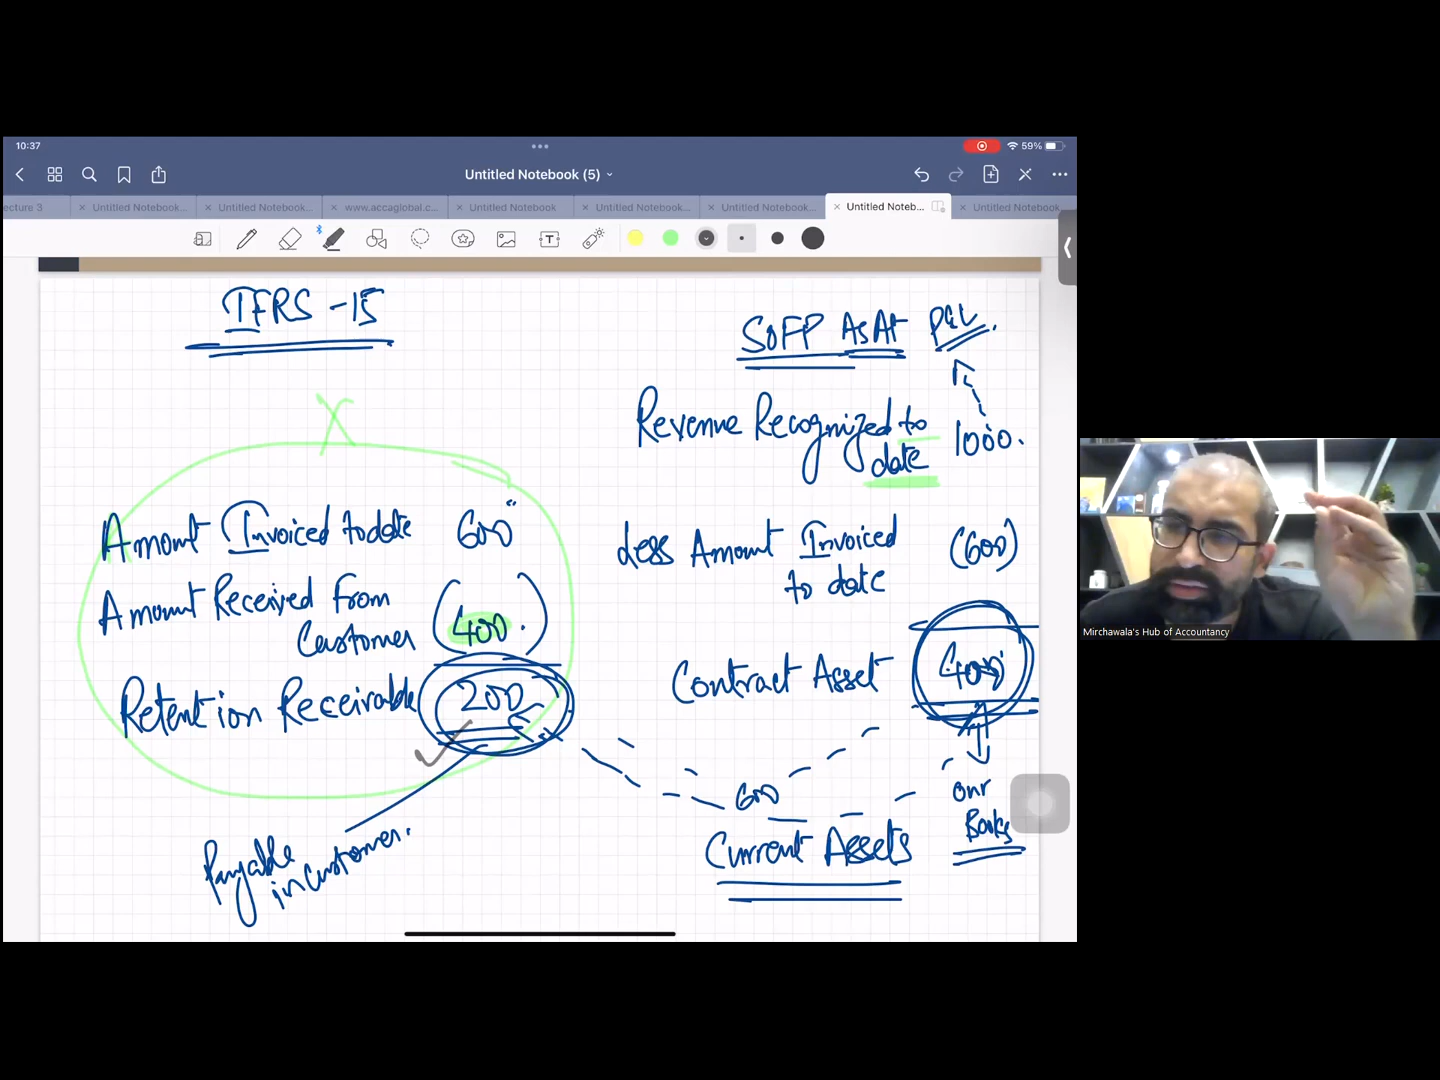 10:37
59%
Untitled Notebook (5)
ecture 3
Untitled Notebook...
Untitled Notebook...
www.accaglobal.c...
Untitled Notebook
Untitled Notebook...
Untitled Notebook...
Untitled Noteb...
Untitled Notebook
IFRS -15
SOFP As At P&L.
Revenue Recognized to date 1000.
Amount Invoiced to date 600
Less Amount Invoiced to date (600)
Amount Received from Customer (400.)
Contract Asset 400
Retention Receivable 200
600
Current Assets
our Books
Payable in customer.
Mirchawala's Hub of Accountancy